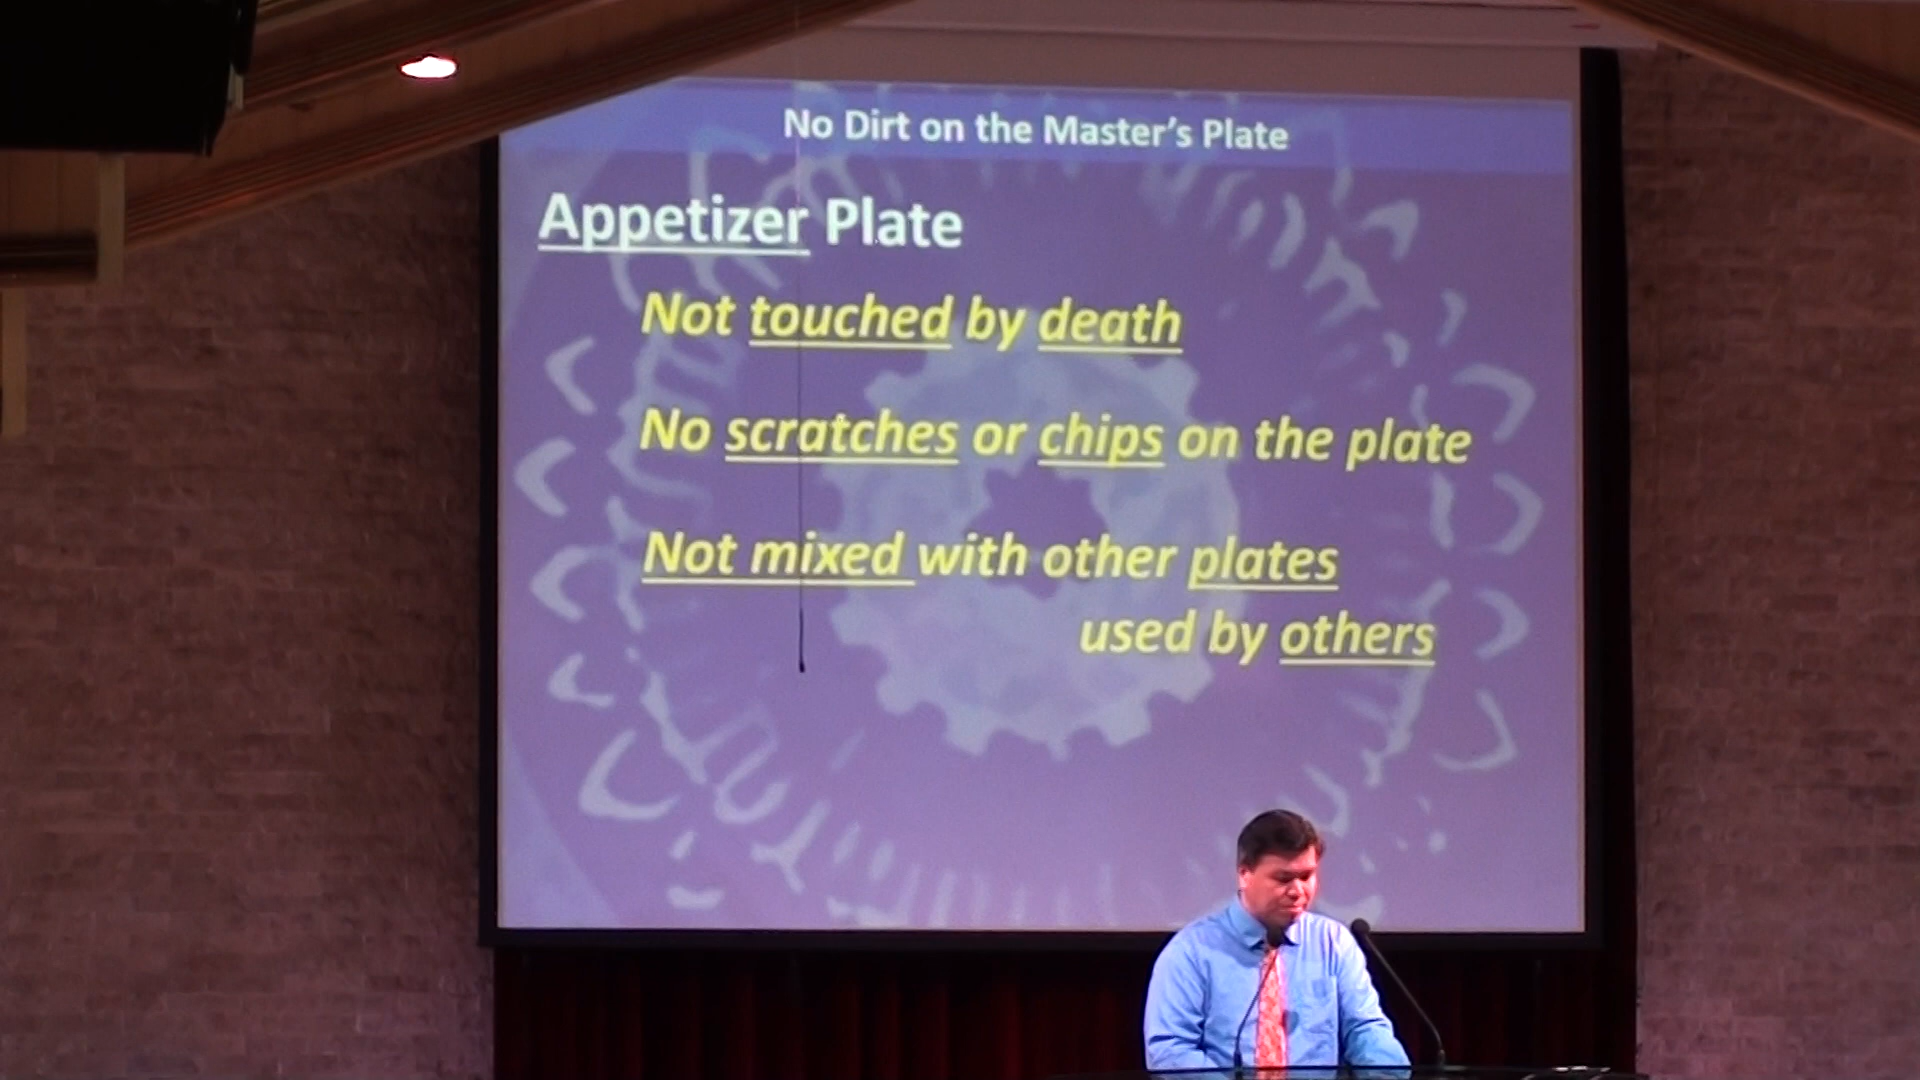 No Dirt on the Master's Plate
Appetizer Plate
Not touched by death
No scratches or chips on the plate
Not mixed with other plates
used by others